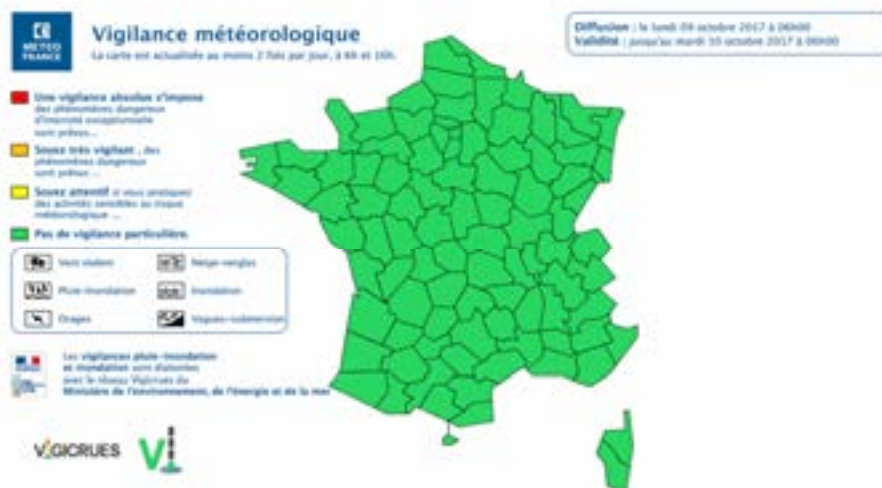 METEO
FRANCE
Vigilance météorologique
La carte est actualisée au moins 2 fois par jour, à 6h et 16h.
Diffusion : le lundi 09 octobre 2017 à 06h00
Validité : jusqu'au mardi 10 octobre 2017 à 06h00
Une vigilance absolue s'impose
des phénomènes dangereux
d'intensité exceptionnelle
sont prévus...
Soyez très vigilant , des
phénomènes dangereux
sont prévus ...
Soyez attentif si vous pratiquez
des activités sensibles au risque
météorologique ...
Pas de vigilance particulière.
Vent violent
Neige-verglas
Pluie-inondation
Inondation
Orages
Vagues-submersion
Les vigilances pluie-inondation
et inondation sont élaborées
avec le réseau Vigicrues du
Ministère de l'environnement, de l'énergie et de la mer
VIGICRUES